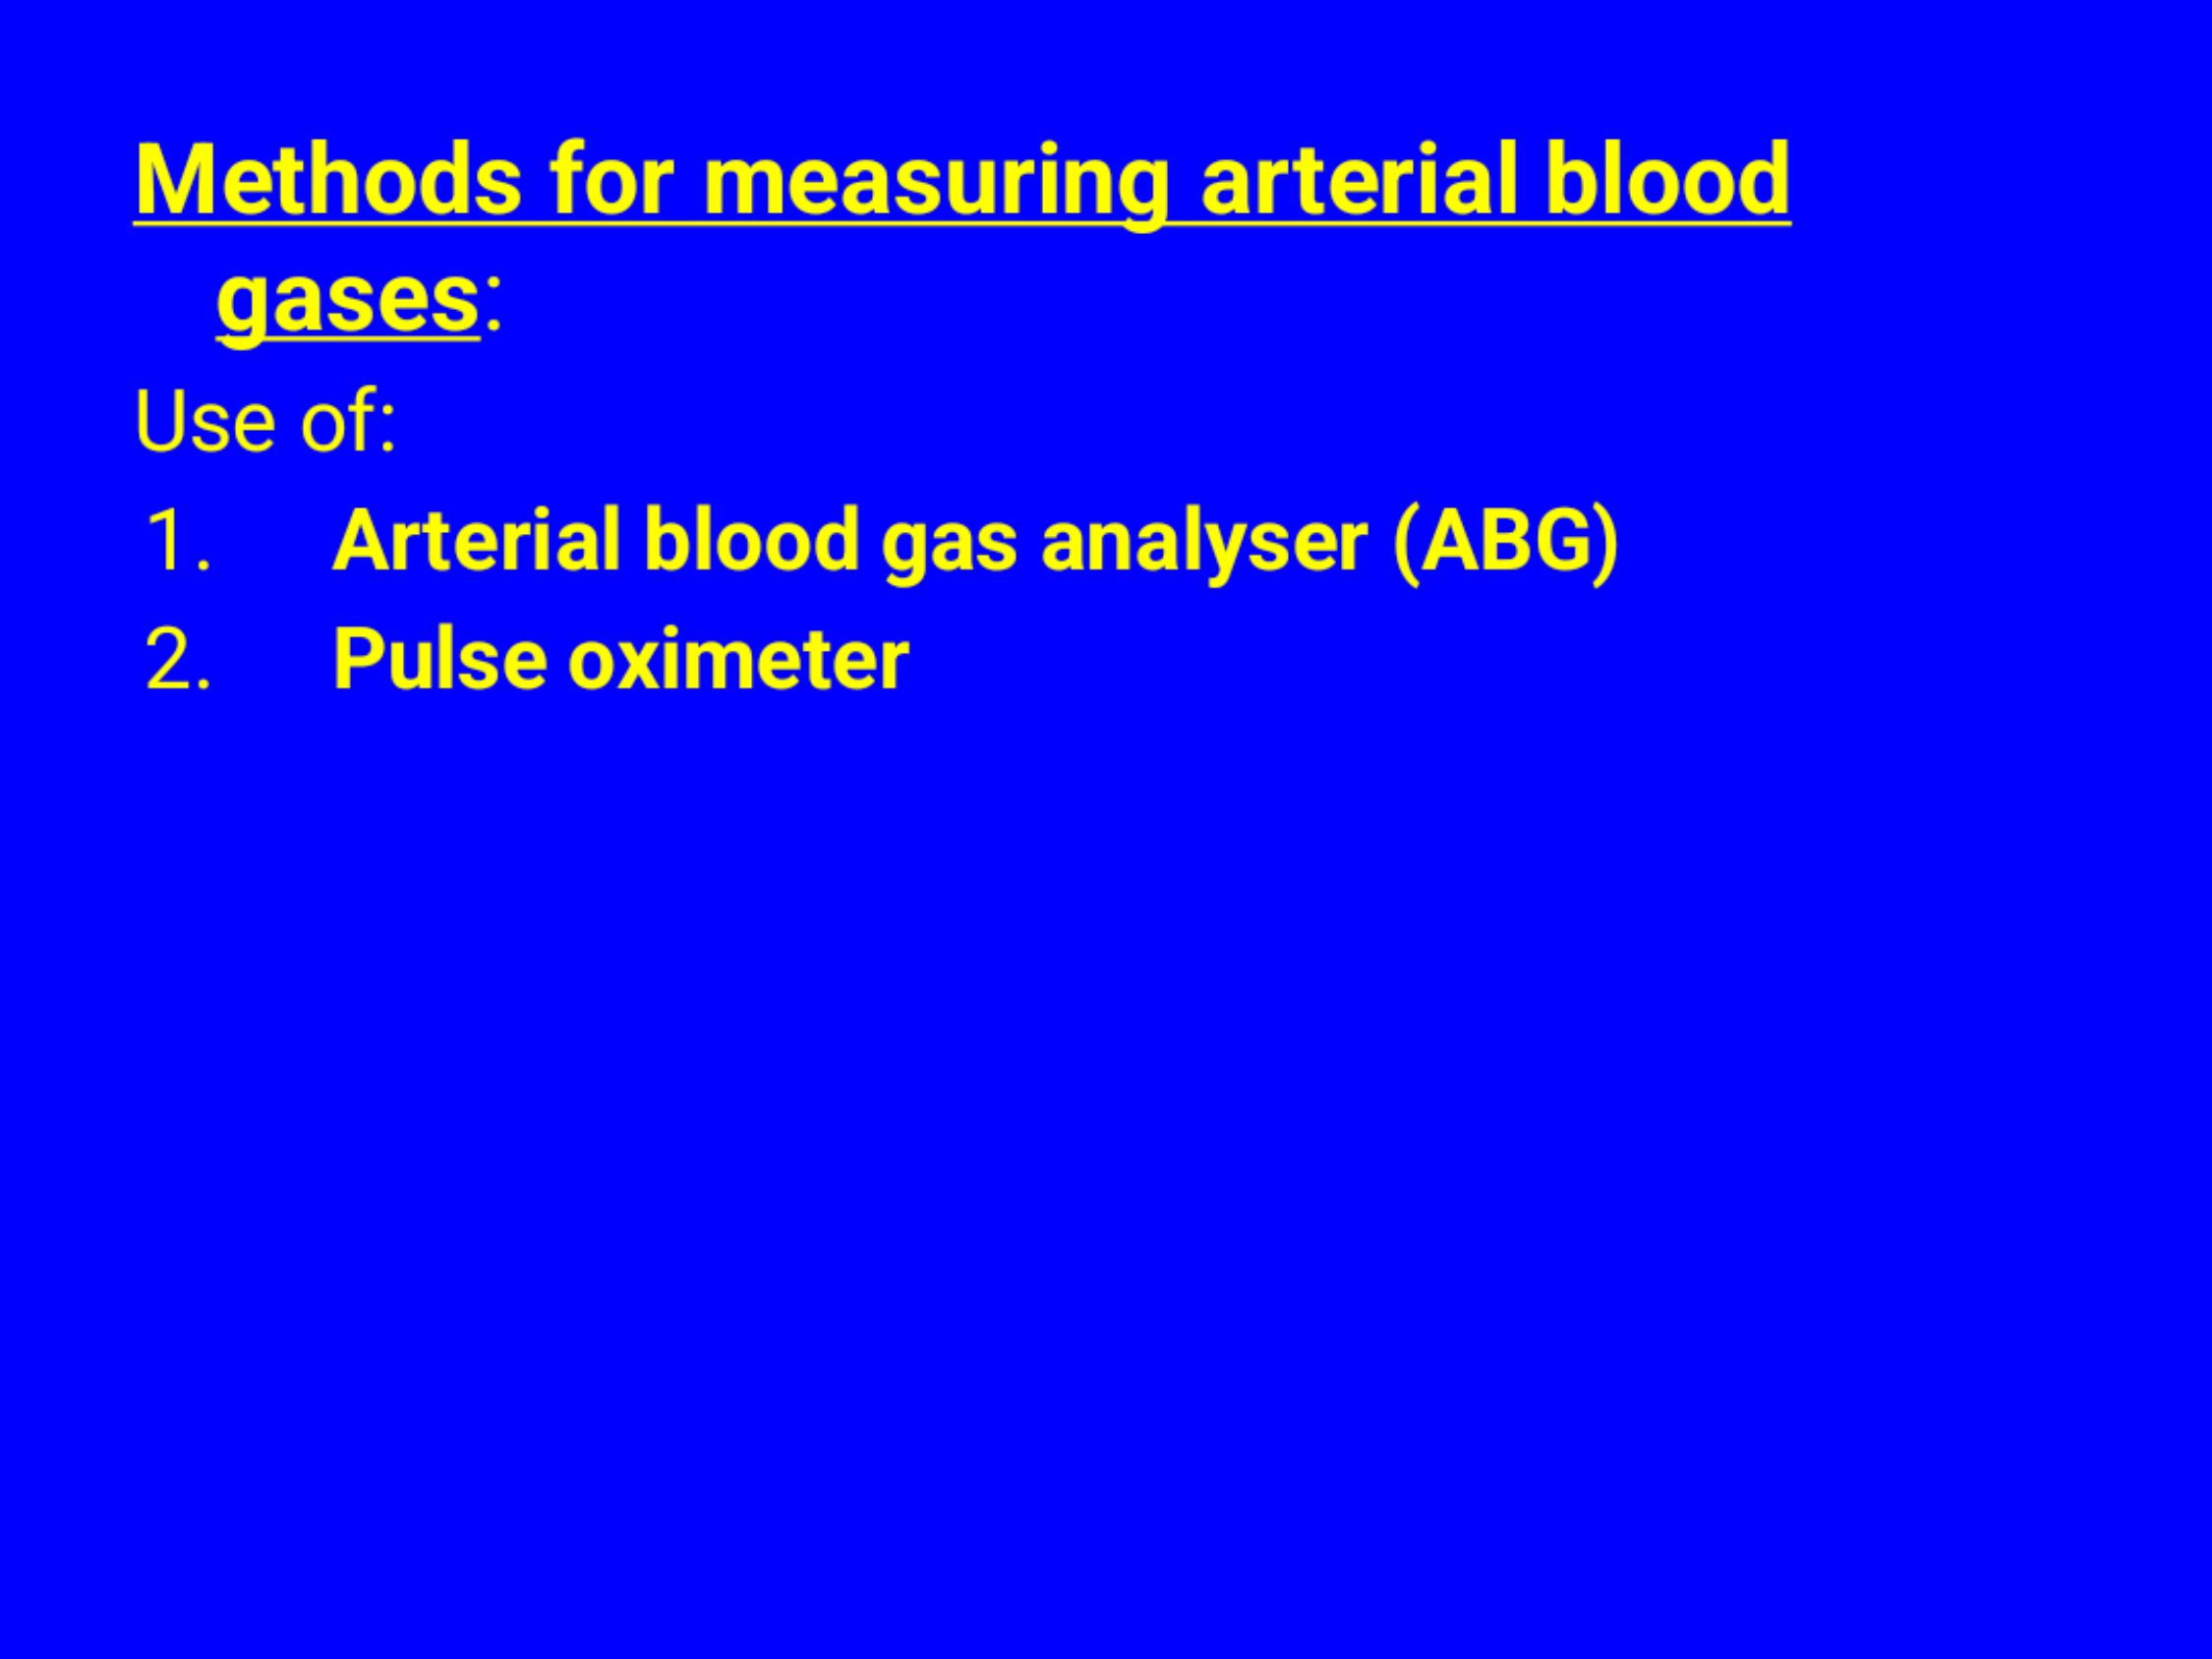 Methods for measuring arterial blood
gases:
Use of:
1. Arterial blood gas analyser (ABG)
2. Pulse oximeter